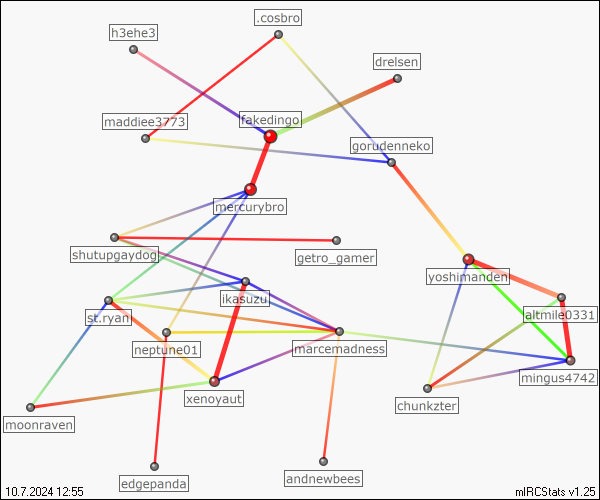 .cosbro
h3ehe3
drelsen
fakedingo
maddiee3773
gorudenneko
mercurybro
shutupgaydog
getro_gamer
yoshimanden
ikasuzu
altmile0331
st.ryan
neptune01
marcemadness
mingus4742
xenoyaut
chunkzter
moonraven
edgepanda
andnewbees
10.7.2024 12:55
mIRCStats v1.25